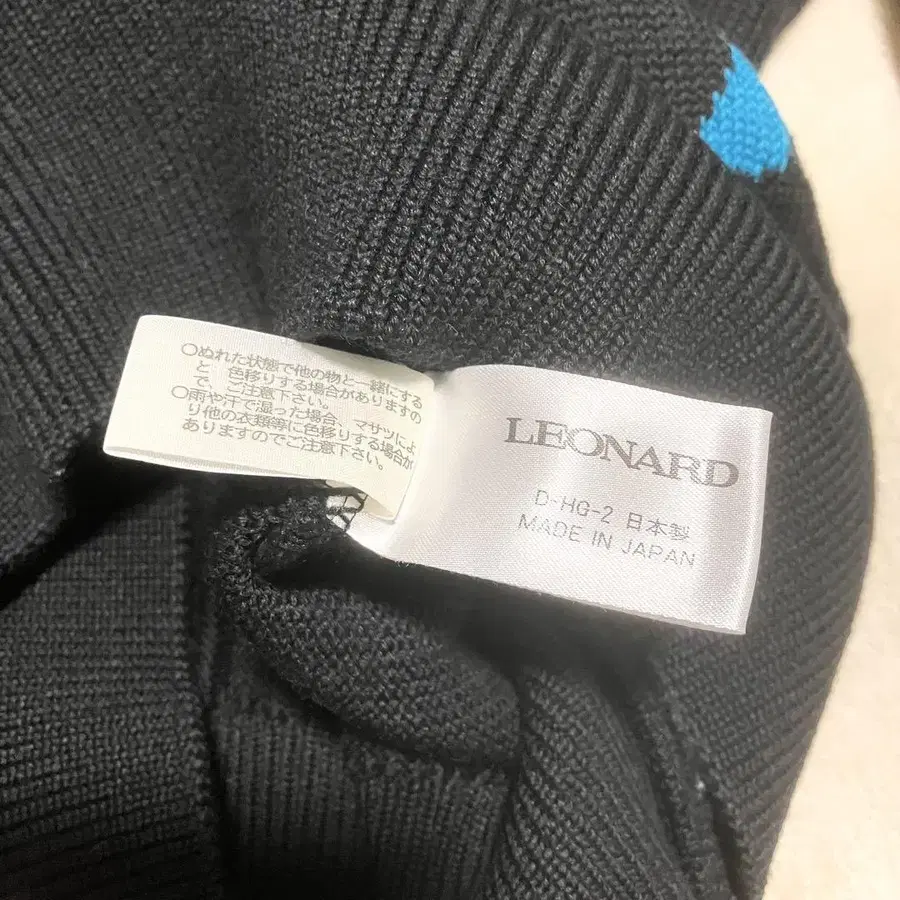 〇ぬれた状態で他の物と一緒にする
と 色移りする場合がありますの
で、ご注意下さい。
〇雨や汗で湿った場合、マサツによ
り他の衣類等に色移りする場合が
ありますのでご注意下さい。
LEONARD
D-HG-2 日本製
MADE IN JAPAN